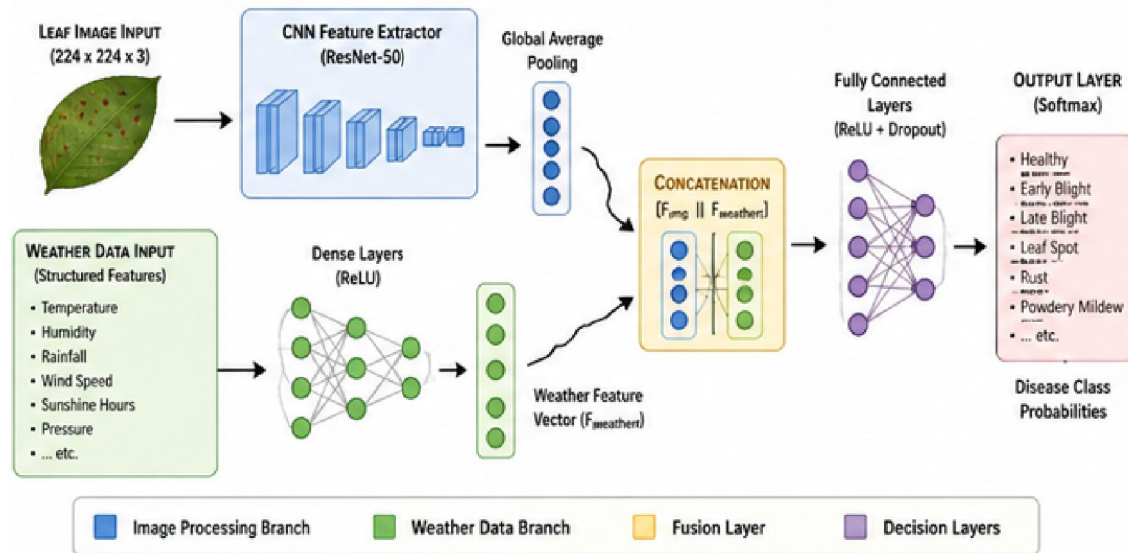 LEAF IMAGE INPUT
(224 x 224 x 3)
CNN Feature Extractor
(ResNet-50)
Global Average
Pooling
WEATHER DATA INPUT
(Structured Features)
• Temperature
• Humidity
• Rainfall
• Wind Speed
• Sunshine Hours
• Pressure
• ... etc.
Dense Layers
(ReLU)
Weather Feature
Vector
CONCATENATION
Fully Connected
Layers
(ReLU + Dropout)
OUTPUT LAYER
(Softmax)
• Healthy
• Early Blight
• Late Blight
• Leaf Spot
• Rust
• Powdery Mildew
• ... etc.
Disease Class
Probabilities
Image Processing Branch
Weather Data Branch
Fusion Layer
Decision Layers